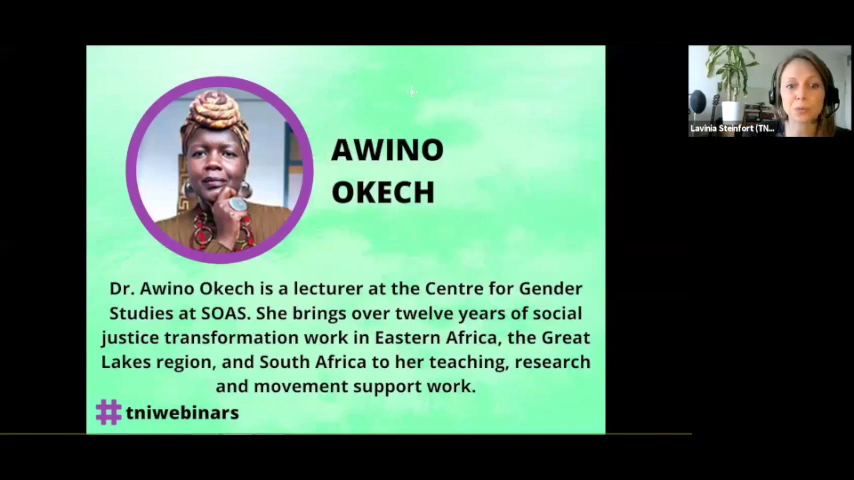 AWINO
OKECH
Dr. Awino Okech is a lecturer at the Centre for Gender
Studies at SOAS. She brings over twelve years of social
justice transformation work in Eastern Africa, the Great
Lakes region, and South Africa to her teaching, research
and movement support work.
#tniwebinars
Lavinia Steinfort (TN...